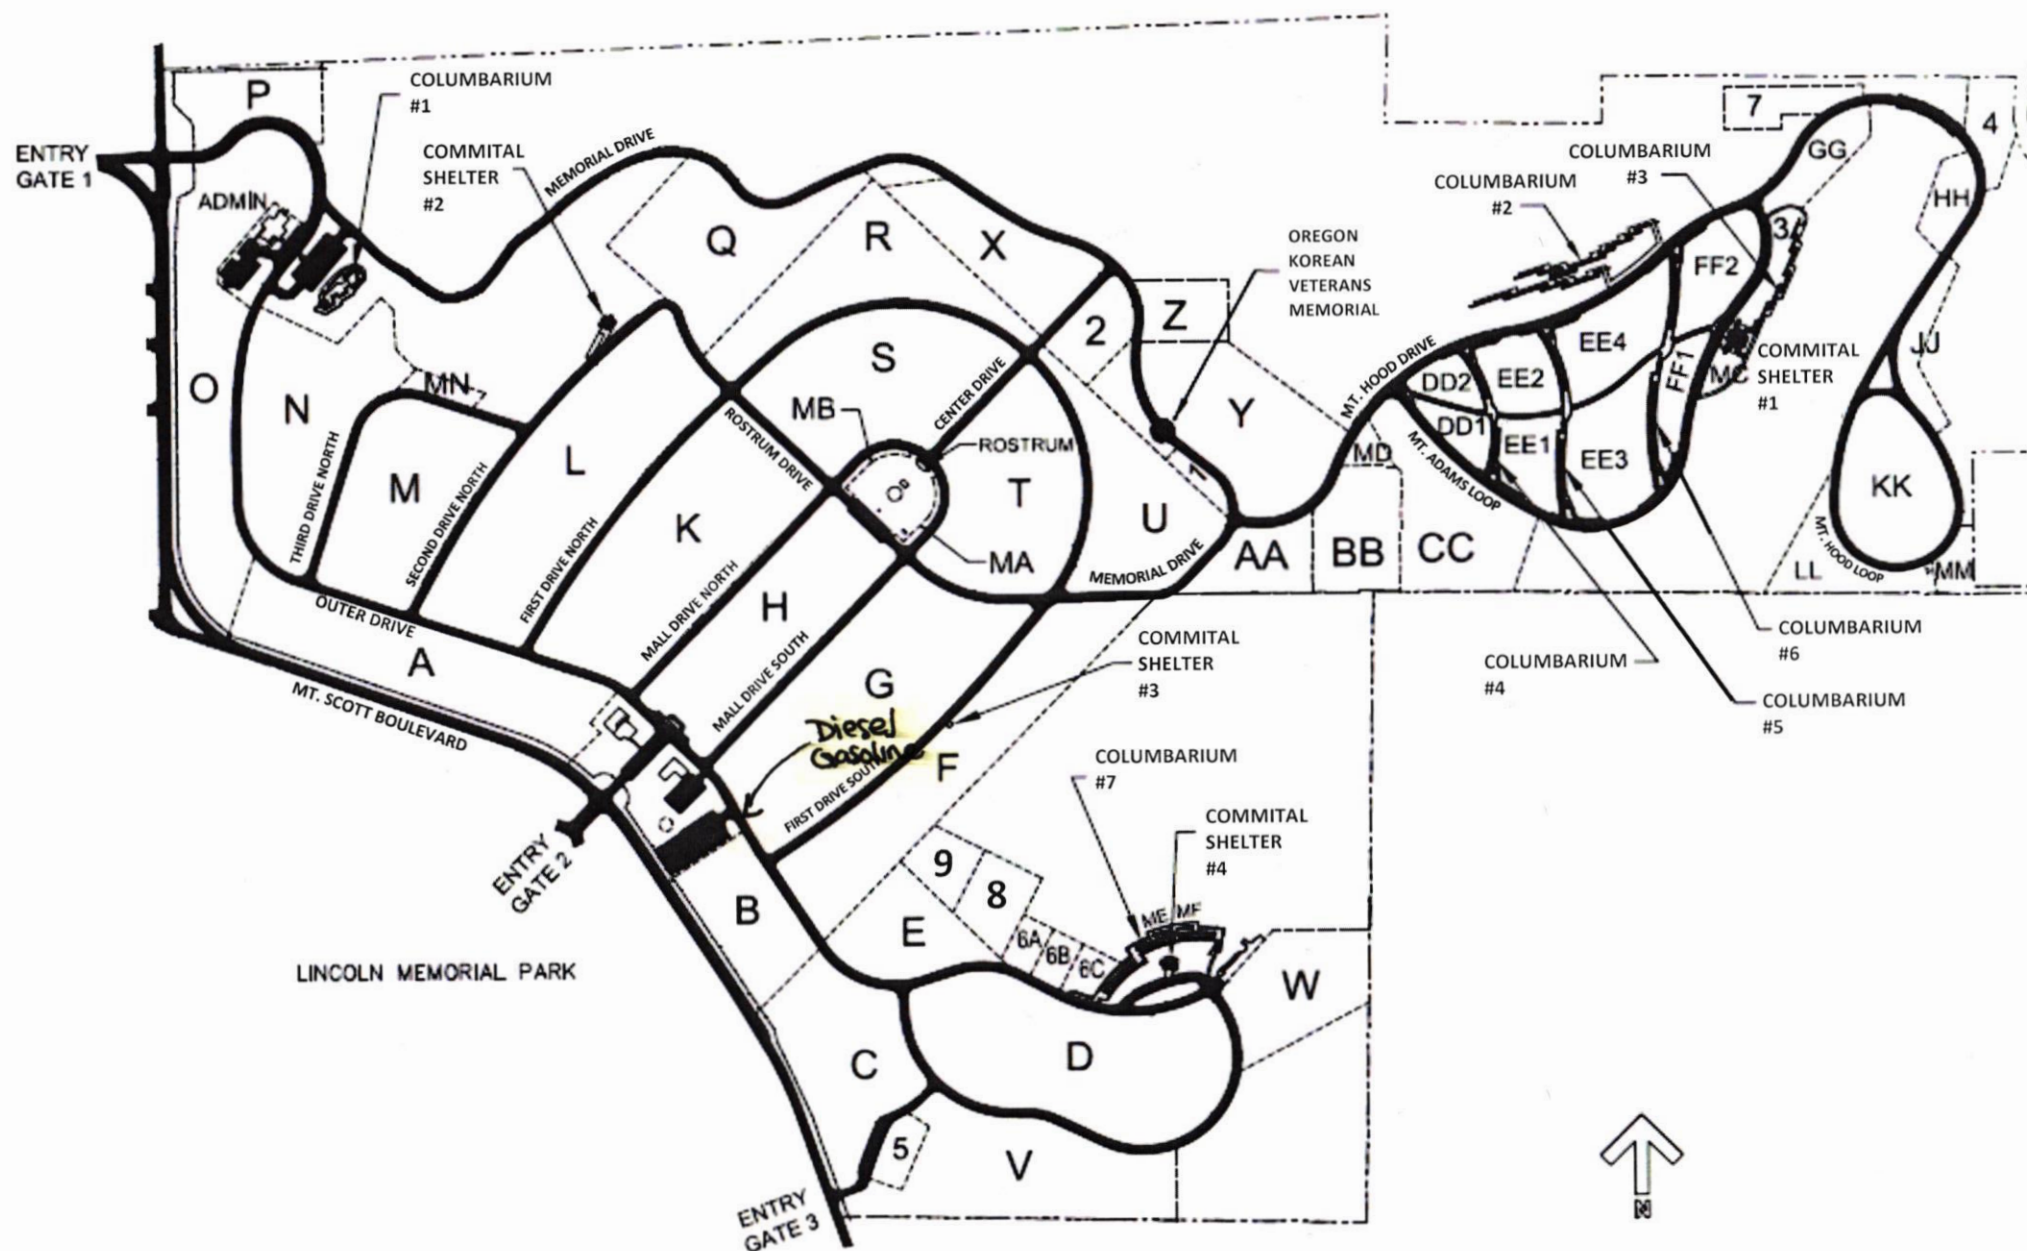 P
COLUMBARIUM
#1
ENTRY
GATE 1
COMMITAL
SHELTER
#2
MEMORIAL DRIVE
ADMIN
Q
R
X
OREGON
KOREAN
VETERANS
MEMORIAL
COLUMBARIUM
#2
COLUMBARIUM
#3
7
GG
4
HH
3
FF2
Z
2
O
N
MN
S
MB
CENTER DRIVE
ROSTRUM
ROSTRUM DRIVE
Y
MT. HOOD DRIVE
DD2
EE2
EE4
FF1
MC
COMMITAL
SHELTER
#1
JJ
DD1
EE1
EE3
MD
MT. ADAMS LOOP
KK
M
L
K
T
U
1
THIRD DRIVE NORTH
SECOND DRIVE NORTH
FIRST DRIVE NORTH
MALL DRIVE NORTH
H
MA
MEMORIAL DRIVE
AA
BB
CC
LL
MT. HOOD LOOP
MM
OUTER DRIVE
A
MT. SCOTT BOULEVARD
MALL DRIVE SOUTH
G
COMMITAL
SHELTER
#3
COLUMBARIUM
#4
COLUMBARIUM
#6
COLUMBARIUM
#5
Diesel
Gasoline
FIRST DRIVE SOUTH
F
COLUMBARIUM
#7
COMMITAL
SHELTER
#4
ENTRY
GATE 2
B
9
8
E
6A
6B
6C
ME
MF
W
LINCOLN MEMORIAL PARK
C
D
5
V
ENTRY
GATE 3
N